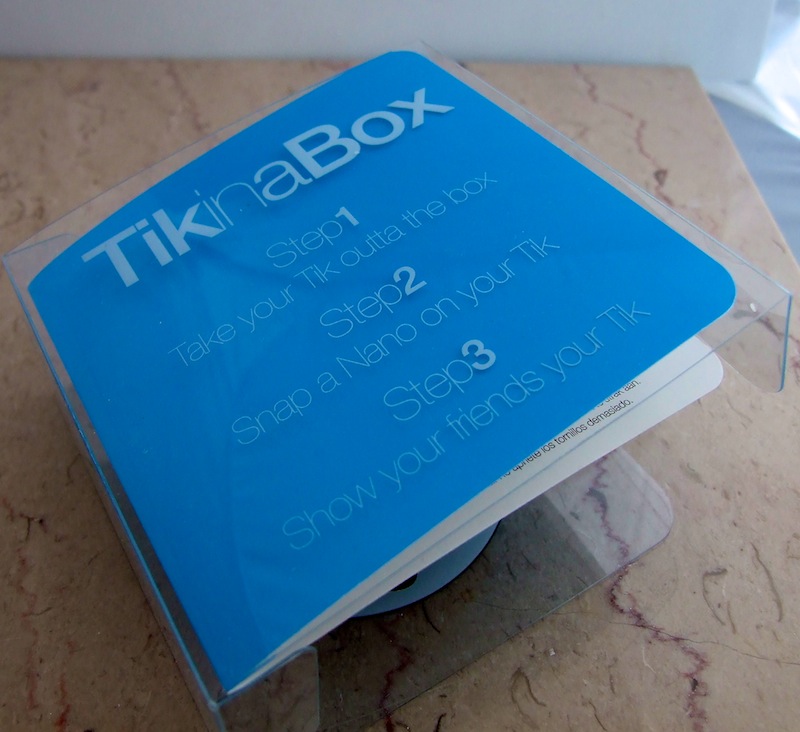 TikinaBox
Step1
Take your Tik outta the box
Step2
Snap a Nano on your Tik
Step3
Show your friends your Tik
apriete los tornillos demasiado.